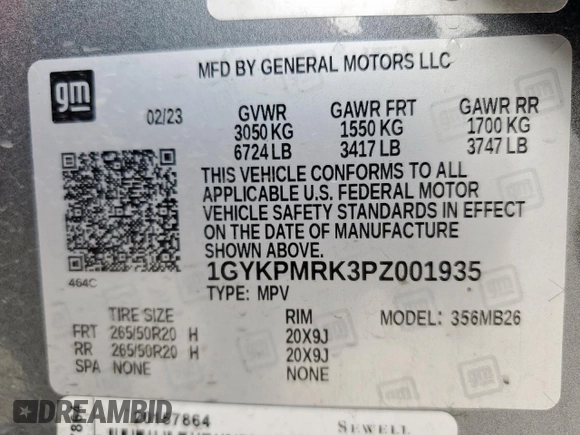 gm
MFD BY GENERAL MOTORS LLC
02/23 GVWR GAWR FRT GAWR RR
3050 KG 1550 KG 1700 KG
6724 LB 3417 LB 3747 LB
THIS VEHICLE CONFORMS TO ALL
APPLICABLE U.S. FEDERAL MOTOR
VEHICLE SAFETY STANDARDS IN EFFECT
ON THE DATE OF MANUFACTURE
SHOWN ABOVE.
464C
1GYKPMRK3PZ001935
TYPE: MPV
TIRE SIZE RIM MODEL: 356MB26
FRT 265/50R20 H 20X9J
RR 265/50R20 H 20X9J
SPA NONE NONE
SEWELL
DEALERHISTORY.COM